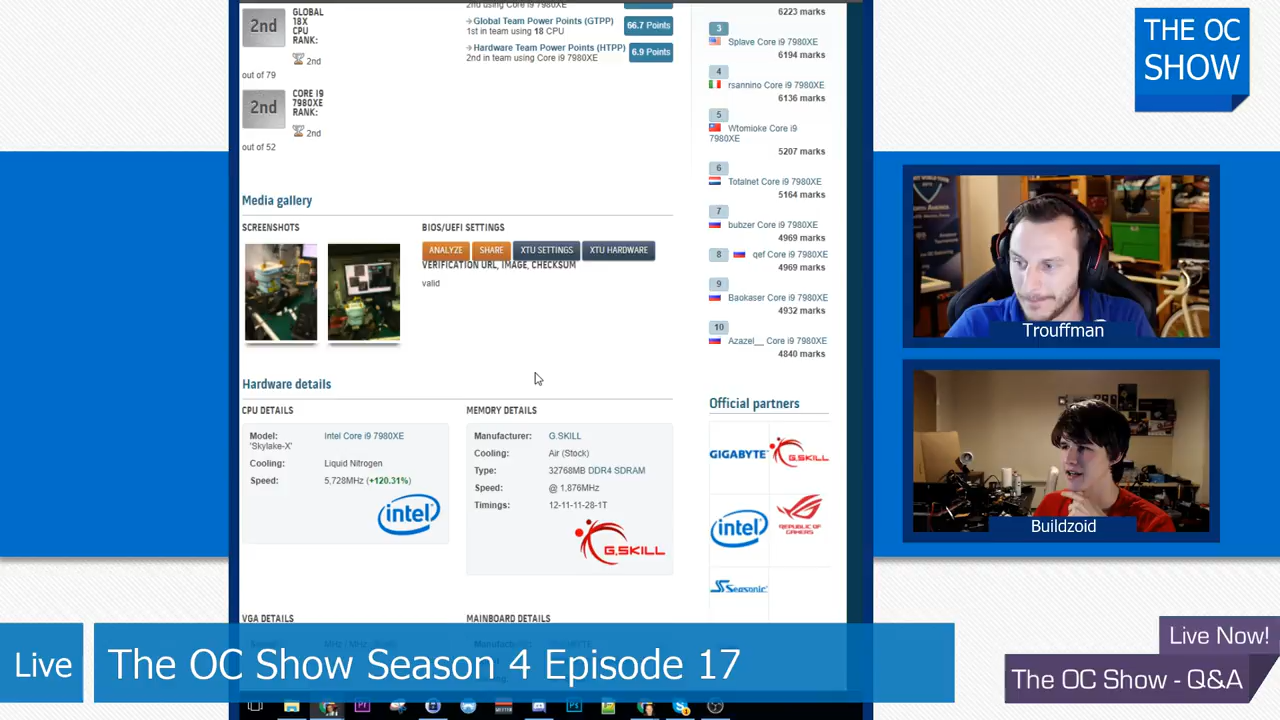 2nd
GLOBAL
18X
CPU
RANK:
2nd
out of 79
2nd
CORE I9
7980XE
RANK:
2nd
out of 52
2nd in team using Core i9 7980XE
Global Team Power Points (GTPP)
1st in team using 18 CPU
66.7 Points
Hardware Team Power Points (HTPP)
2nd in team using Core i9 7980XE
6.9 Points
6223 marks
3
Splave Core i9 7980XE
6194 marks
4
rsannino Core i9 7980XE
6136 marks
5
Wtomioke Core i9
7980XE
5207 marks
6
Totalnet Core i9 7980XE
5164 marks
7
bubzer Core i9 7980XE
4969 marks
8
qef Core i9 7980XE
4969 marks
9
Baokaser Core i9 7980XE
4932 marks
10
Azazel__ Core i9 7980XE
4840 marks
Media gallery
SCREENSHOTS
BIOS/UEFI SETTINGS
ANALYZE SHARE XTU SETTINGS XTU HARDWARE
VERIFICATION URL, IMAGE, CHECKSUM
valid
Hardware details
CPU DETAILS
Model: Intel Core i9 7980XE
'Skylake-X'
Cooling: Liquid Nitrogen
Speed: 5,728MHz (+120.31%)
intel
MEMORY DETAILS
Manufacturer: G.SKILL
Cooling: Air (Stock)
Type: 32768MB DDR4 SDRAM
Speed: @ 1,876MHz
Timings: 12-11-11-28-1T
G.SKILL
VGA DETAILS
MAINBOARD DETAILS
Official partners
GIGABYTE
G.SKILL
intel
REPUBLIC OF
GAMERS
Seasonic
THE OC
SHOW
Trouffman
Buildzoid
Live
The OC Show Season 4 Episode 17
Live Now!
The OC Show - Q&A